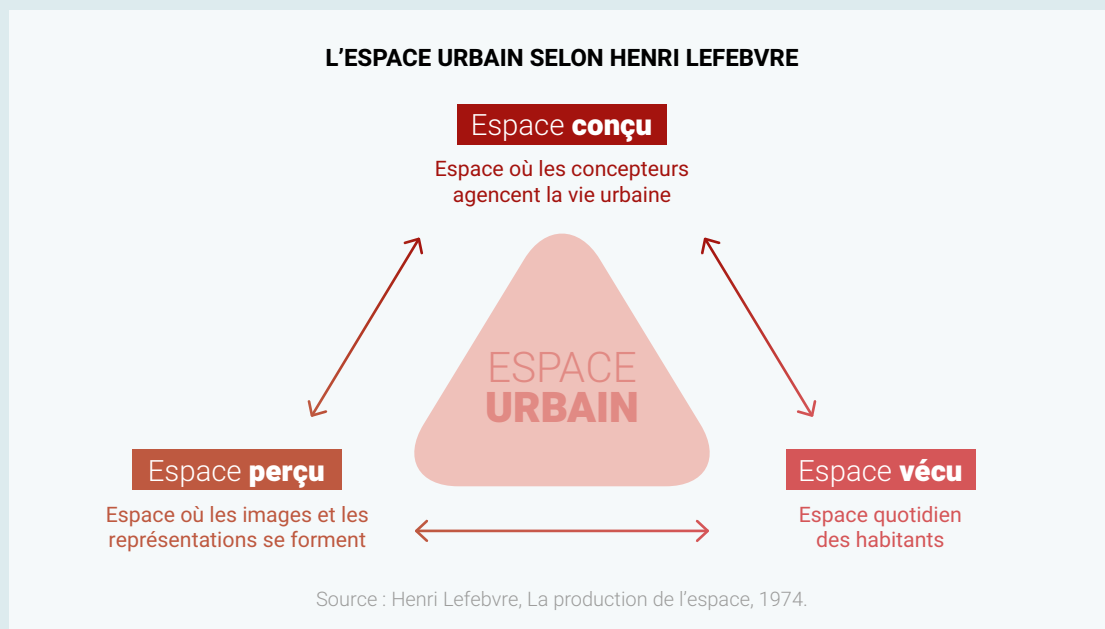 L’ESPACE URBAIN SELON HENRI LEFEBVRE
Espace conçu
Espace où les concepteurs
agencent la vie urbaine
ESPACE
URBAIN
Espace perçu
Espace où les images et les
représentations se forment
Espace vécu
Espace quotidien
des habitants
Source : Henri Lefebvre, La production de l’espace, 1974.